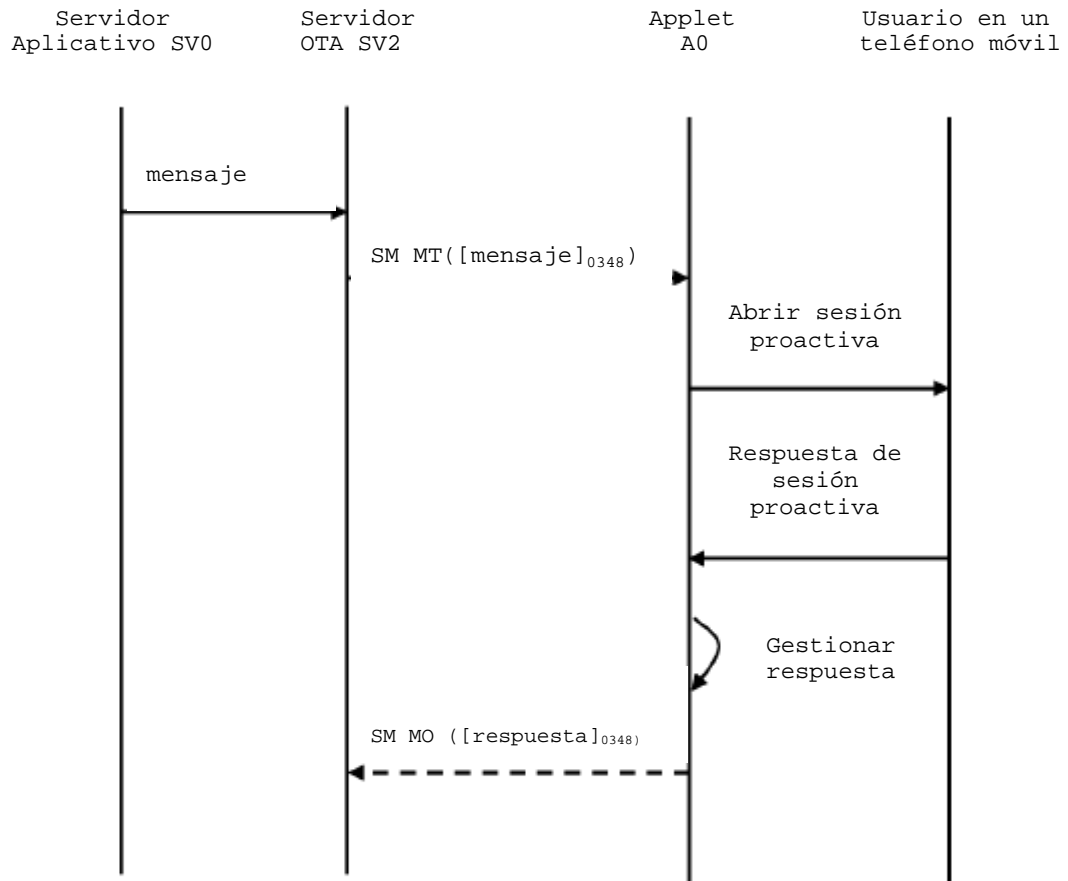 Servidor
Aplicativo SV0
Servidor
OTA SV2
Applet
A0
Usuario en un
teléfono móvil
mensaje
SM MT([mensaje]0348)
Abrir sesión
proactiva
Respuesta de
sesión
proactiva
Gestionar
respuesta
SM MO ([respuesta]0348)